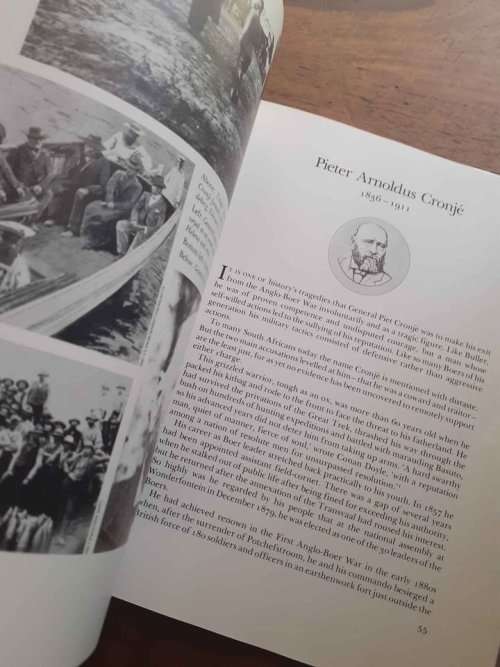 Above
Left:
Below
Pieter Arnoldus Cronjé
1836–1911
IT IS ONE OF history's tragedies that General Piet Cronjé was to make his exit
from the Anglo-Boer War involuntarily and as a tragic figure. Like Buller,
he was of proven competence and undisputed courage, but a man whose
self-willed actions led to the sullying of his reputation. Like many Boers of his
generation his military tactics consisted of defensive rather than aggressive
actions.
To many South Africans today the name Cronjé is mentioned with distaste.
But the two main accusations levelled at him – that he was a coward and traitor –
are the least just, for as yet no evidence has been uncovered to remotely support
either charge.
This grizzled warrior, tough as an ox, was more than 60 years old when he
packed his kitbag and rode to the front to face the threat to his fatherland. He
had survived the privations of the Great Trek, thrashed his way through the
bush on hundreds of hunting expeditions and battled with marauding Basuto
as his advanced years did not deter him from taking up arms. 'A hard swarthy
man, quiet of manner, fierce of soul,' wrote Conan Doyle, 'with a reputation
among a nation of resolute men for unsurpassed resolution.'
His career as Boer leader stretched back practically to his youth. In 1857 he
had been appointed assistant field-cornet. There was a gap of several years
when he stalked out of public life after being fined for exceeding his authority,
but he returned after the annexation of the Transvaal had roused his interest.
So highly was he regarded by his people that at the national assembly at
Wonderfontein in December 1879, he was elected as one of the 30 leaders of the
Boers.
He had achieved renown in the First Anglo-Boer War in the early 1880s
when, after the surrender of Potchefstroom, he and his commando besieged a
British force of 180 soldiers and officers in an earthenwork fort just outside the
55